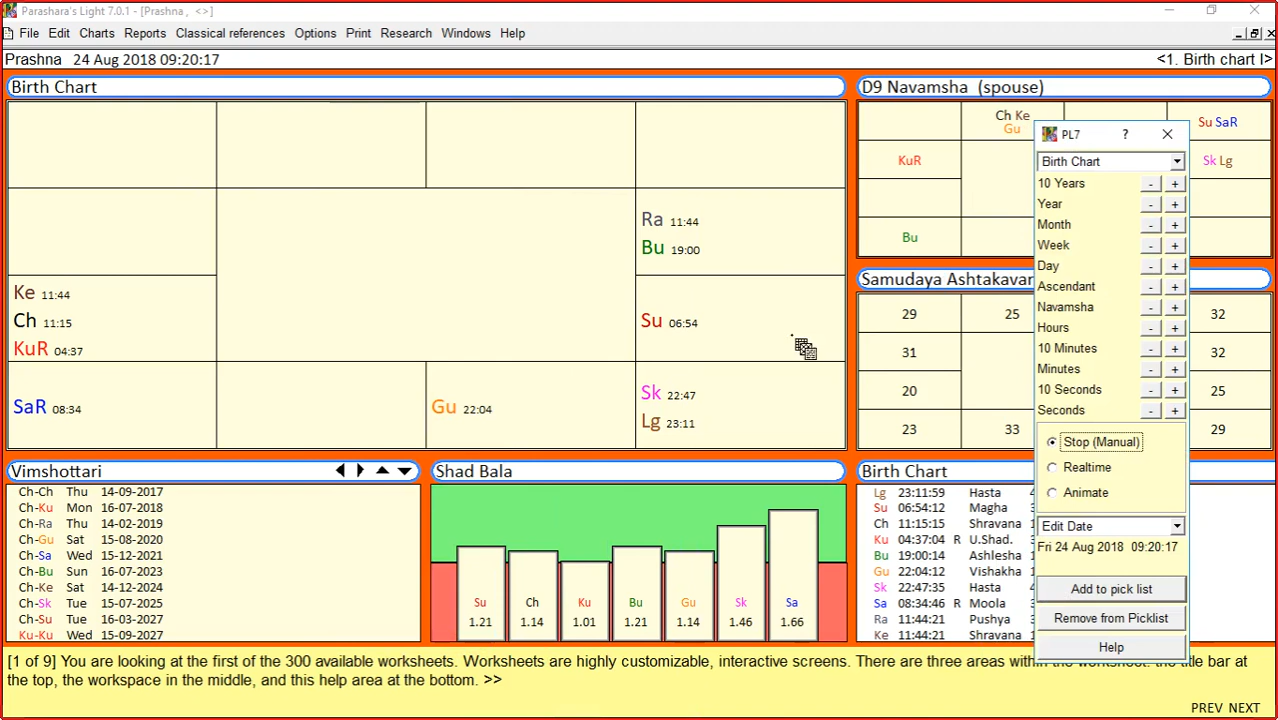 Parashara's Light 7.0.1 - [Prashna , <>]
File Edit Charts Reports Classical references Options Print Research Windows Help
Prashna 24 Aug 2018 09:20:17
<1. Birth chart I>
Birth Chart
Ra 11:44
Bu 19:00
Ke 11:44
Ch 11:15
KuR 04:37
Su 06:54
SaR 08:34
Gu 22:04
Sk 22:47
Lg 23:11
D9 Navamsha (spouse)
Ch Ke
Gu
Su SaR
KuR
Sk Lg
Bu
Samudaya Ashtakavar
29 25 32
31 32
20 25
23 33 29
PL7 ?
Birth Chart
10 Years - +
Year - +
Month - +
Week - +
Day - +
Ascendant - +
Navamsha - +
Hours - +
10 Minutes - +
Minutes - +
10 Seconds - +
Seconds - +
Stop (Manual)
Realtime
Animate
Edit Date
Fri 24 Aug 2018 09:20:17
Add to pick list
Remove from Picklist
Help
Vimshottari
Ch-Ch Thu 14-09-2017
Ch-Ku Mon 16-07-2018
Ch-Ra Thu 14-02-2019
Ch-Gu Sat 15-08-2020
Ch-Sa Wed 15-12-2021
Ch-Bu Sun 16-07-2023
Ch-Ke Sat 14-12-2024
Ch-Sk Tue 15-07-2025
Ch-Su Tue 16-03-2027
Ku-Ku Wed 15-09-2027
Shad Bala
Su Ch Ku Bu Gu Sk Sa
1.21 1.14 1.01 1.21 1.14 1.46 1.66
Birth Chart
Lg 23:11:59 Hasta
Su 06:54:12 Magha
Ch 11:15:15 Shravana
Ku 04:37:04 R U.Shad.
Bu 19:00:14 Ashlesha
Gu 22:04:12 Vishakha
Sk 22:47:35 Hasta
Sa 08:34:46 R Moola
Ra 11:44:21 Pushya
Ke 11:44:21 Shravana
[1 of 9] You are looking at the first of the 300 available worksheets. Worksheets are highly customizable, interactive screens. There are three areas within the worksheet: the title bar at
the top, the workspace in the middle, and this help area at the bottom. >>
PREV NEXT